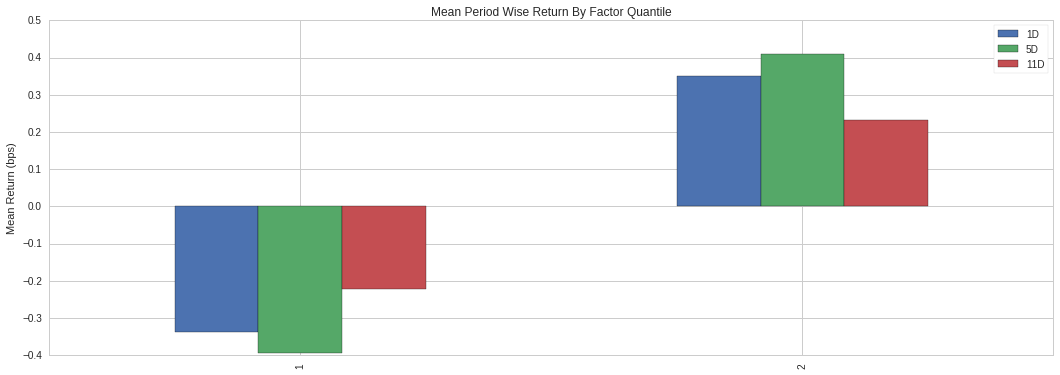 Mean Period Wise Return By Factor Quantile
0.5
0.4
0.3
0.2
0.1
0.0
−0.1
−0.2
−0.3
−0.4
Mean Return (bps)
1D
5D
11D
1
2